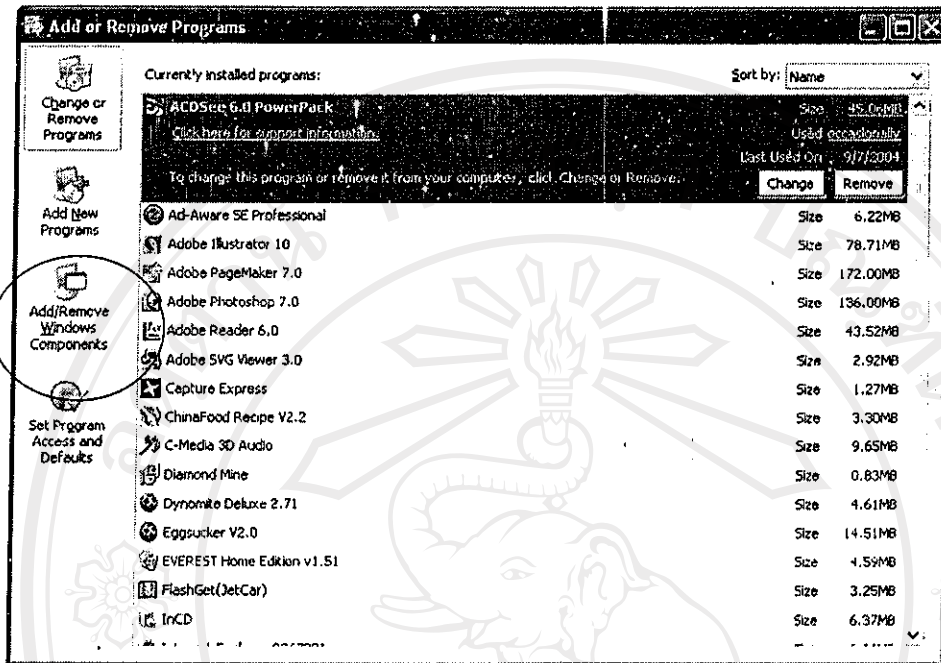 Add or Remove Programs
Change or
Remove
Programs
Add New
Programs
Add/Remove
Windows
Components
Set Program
Access and
Defaults
Currently installed programs:
Sort by: Name
ACDSee 6.0 PowerPack
Size 45.06MB
Click here for support information.
Used occasionally
Last Used On 9/7/2004
To change this program or remove it from your computer, click Change or Remove.
Change Remove
Ad-Aware SE Professional Size 6.22MB
Adobe Illustrator 10 Size 78.71MB
Adobe PageMaker 7.0 Size 172.00MB
Adobe Photoshop 7.0 Size 136.00MB
Adobe Reader 6.0 Size 43.52MB
Adobe SVG Viewer 3.0 Size 2.92MB
Capture Express Size 1.27MB
ChinaFood Recipe V2.2 Size 3.30MB
C-Media 3D Audio Size 9.65MB
Diamond Mine Size 0.83MB
Dynomite Deluxe 2.71 Size 4.61MB
Eggsucker V2.0 Size 14.51MB
EVEREST Home Edition v1.51 Size 4.59MB
FlashGet(JetCar) Size 3.25MB
InCD Size 6.37MB